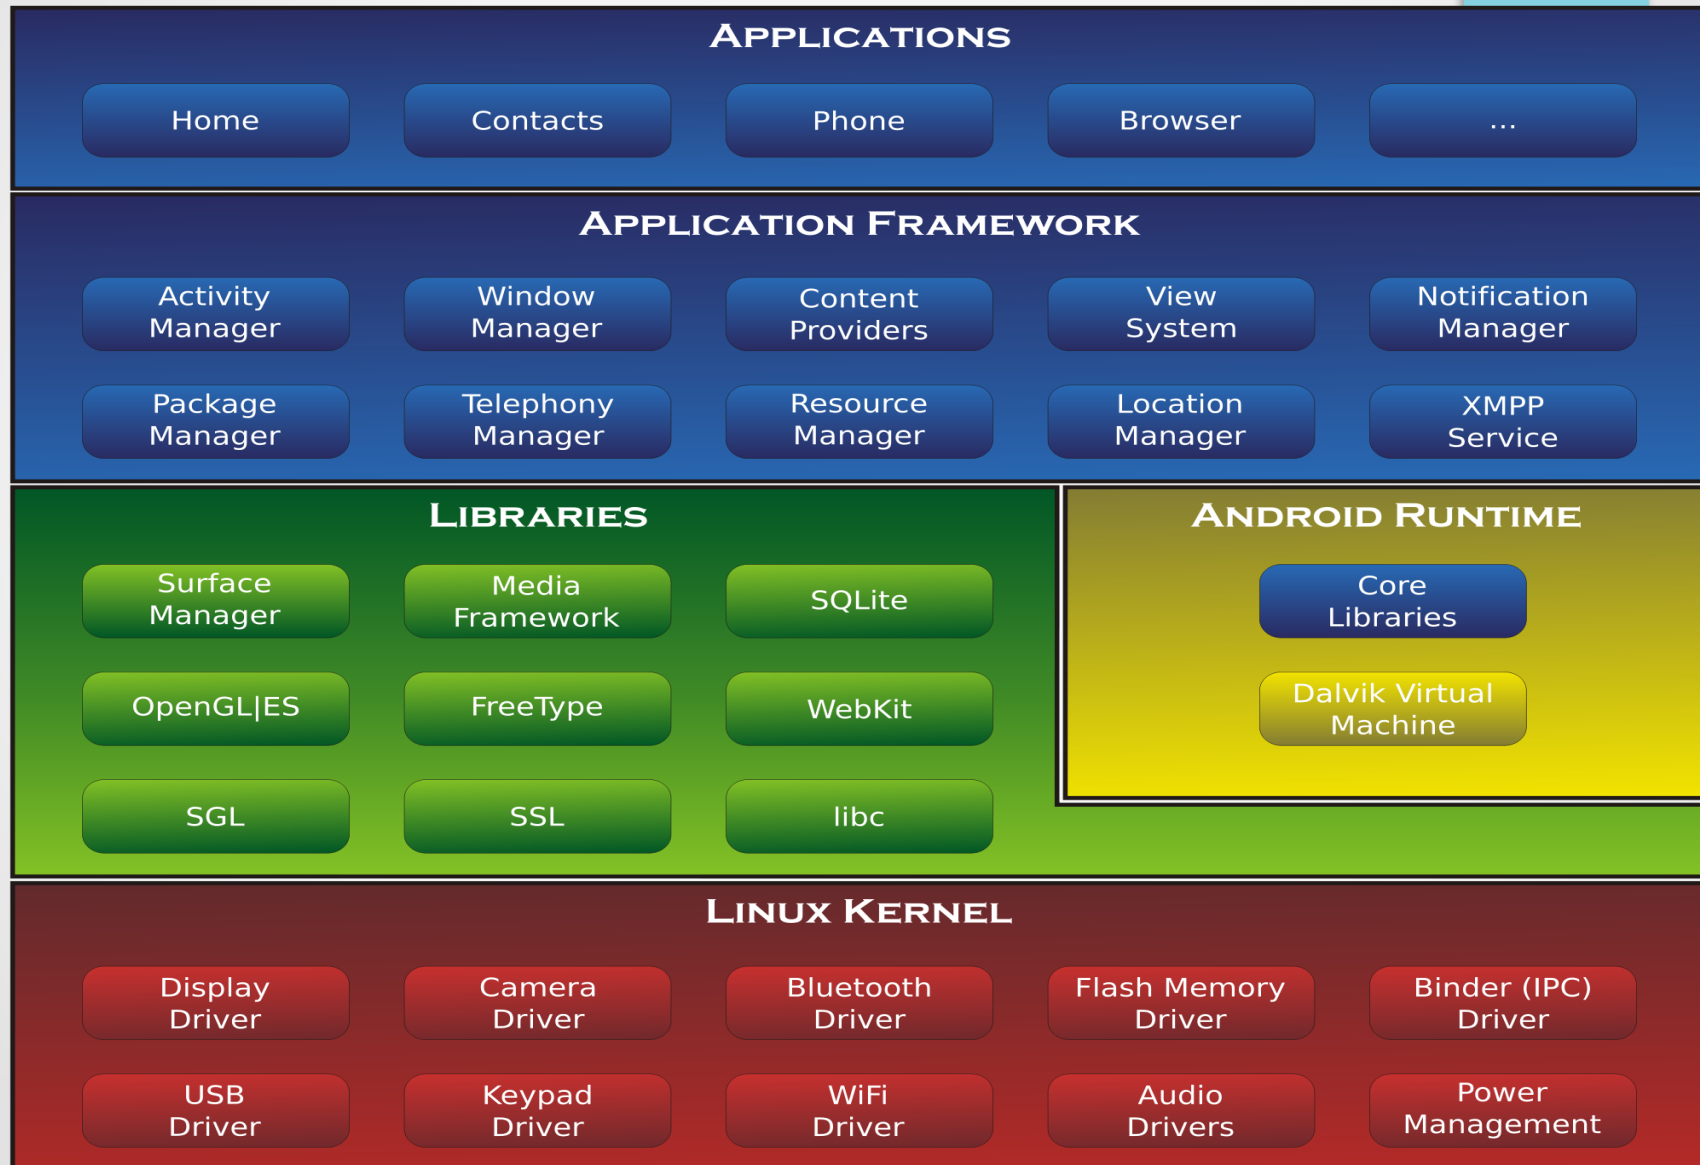 APPLICATIONS
Home
Contacts
Phone
Browser
...
APPLICATION FRAMEWORK
Activity
Manager
Window
Manager
Content
Providers
View
System
Notification
Manager
Package
Manager
Telephony
Manager
Resource
Manager
Location
Manager
XMPP
Service
LIBRARIES
Surface
Manager
Media
Framework
SQLite
OpenGL|ES
FreeType
WebKit
SGL
SSL
libc
ANDROID RUNTIME
Core
Libraries
Dalvik Virtual
Machine
LINUX KERNEL
Display
Driver
Camera
Driver
Bluetooth
Driver
Flash Memory
Driver
Binder (IPC)
Driver
USB
Driver
Keypad
Driver
WiFi
Driver
Audio
Drivers
Power
Management